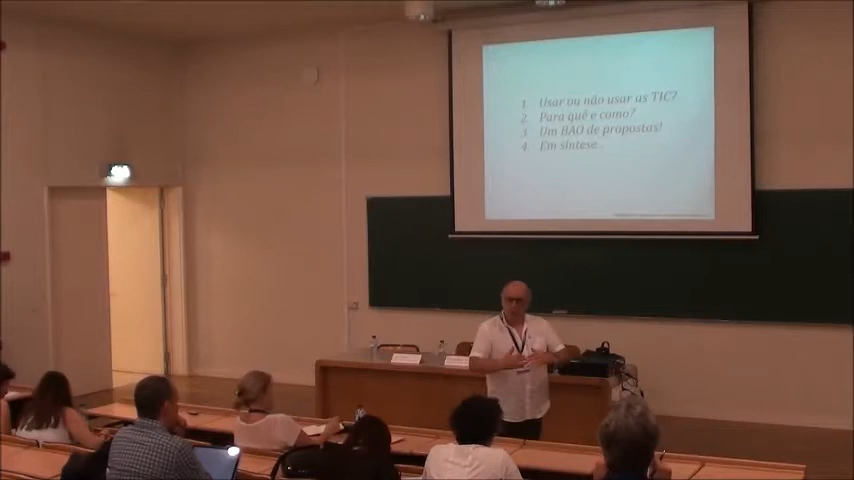 1. Usar ou não usar as TIC?
2. Para quê e como?
3. Um BAÚ de propostas!
4. Em síntese...